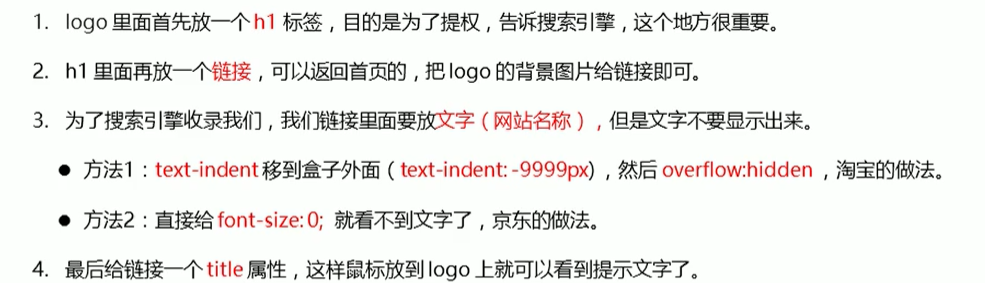 1. logo 里面首先放一个 h1 标签，目的是为了提权，告诉搜索引擎，这个地方很重要。
2. h1 里面再放一个链接，可以返回首页的，把 logo 的背景图片给链接即可。
3. 为了搜索引擎收录我们，我们链接里面要放文字（网站名称），但是文字不要显示出来。
● 方法1：text-indent 移到盒子外面（text-indent: -9999px)，然后 overflow:hidden ，淘宝的做法。
● 方法2：直接给 font-size: 0; 就看不到文字了，京东的做法。
4. 最后给链接一个 title 属性，这样鼠标放到 logo 上就可以看到提示文字了。